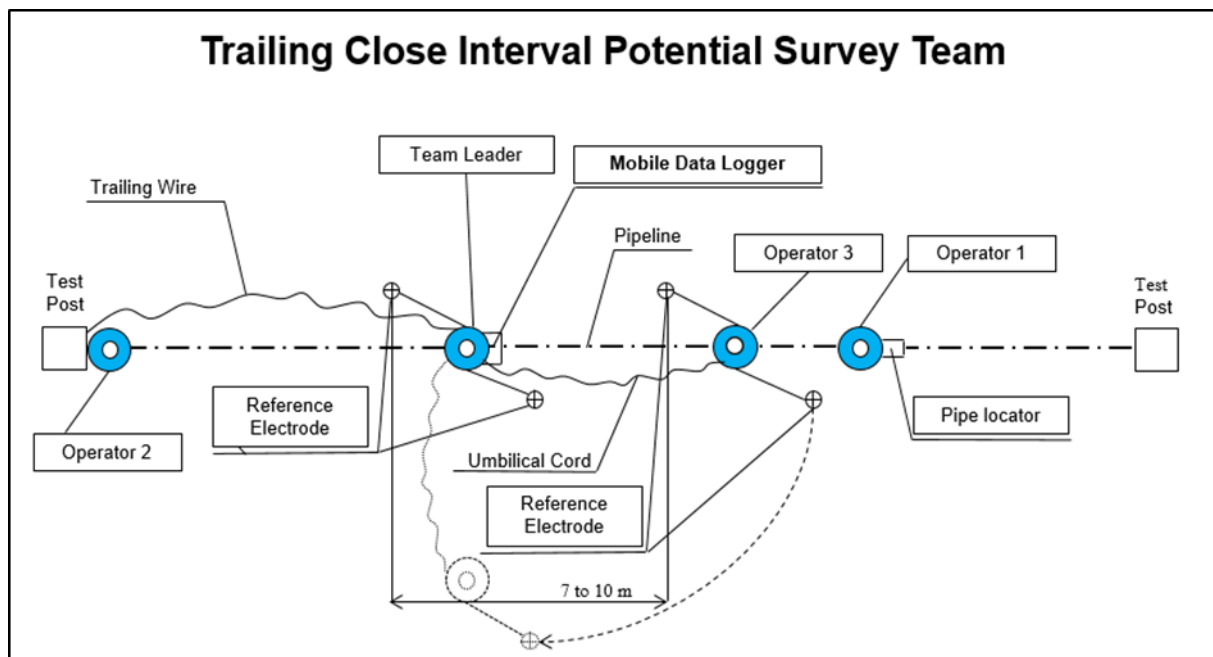 Trailing Close Interval Potential Survey Team
Team Leader
Mobile Data Logger
Trailing Wire
Pipeline
Operator 3
Operator 1
Test
Post
Test
Post
Reference
Electrode
Pipe locator
Operator 2
Umbilical Cord
Reference
Electrode
7 to 10 m